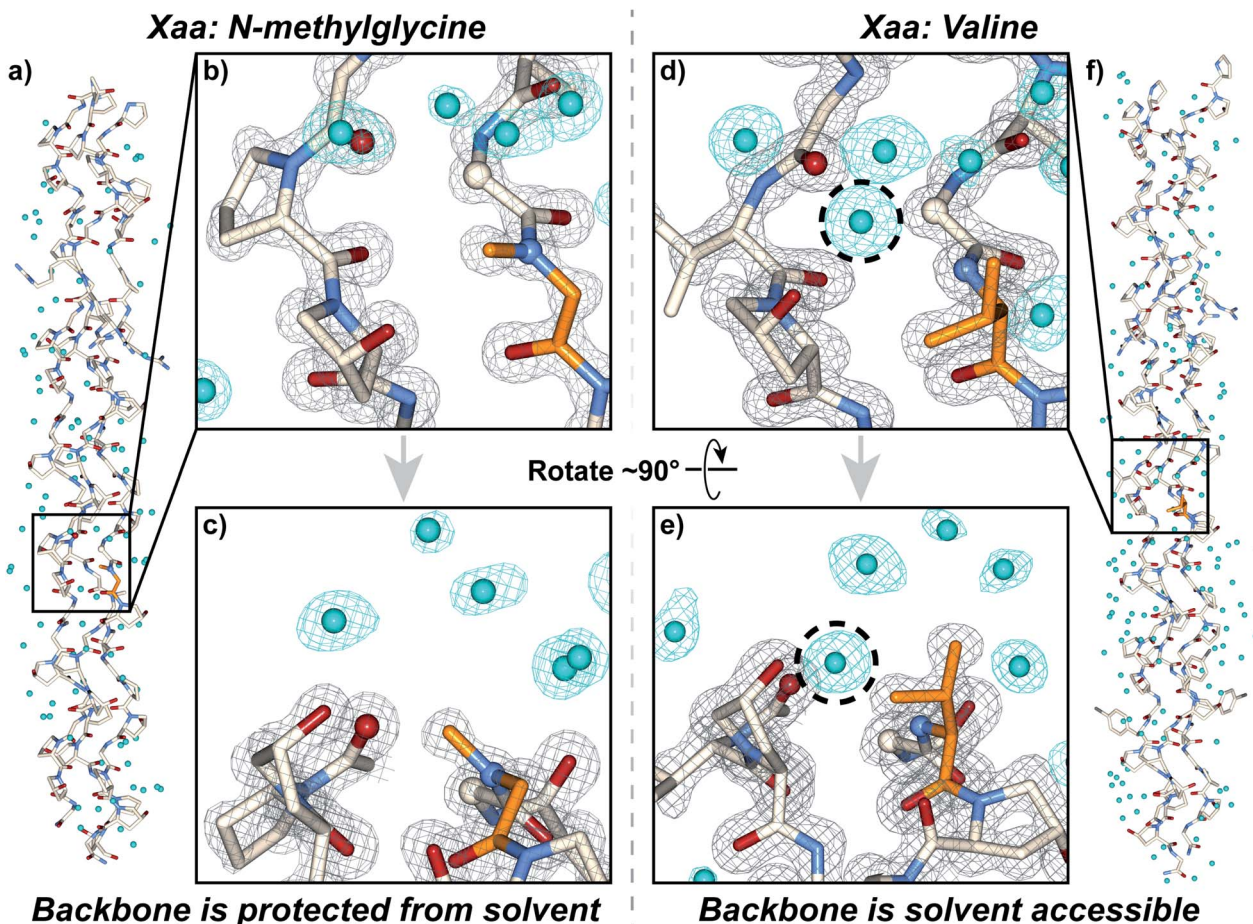 Xaa: N-methylglycine
Xaa: Valine
a)
b)
d)
f)
Rotate ~90°
c)
e)
Backbone is protected from solvent
Backbone is solvent accessible